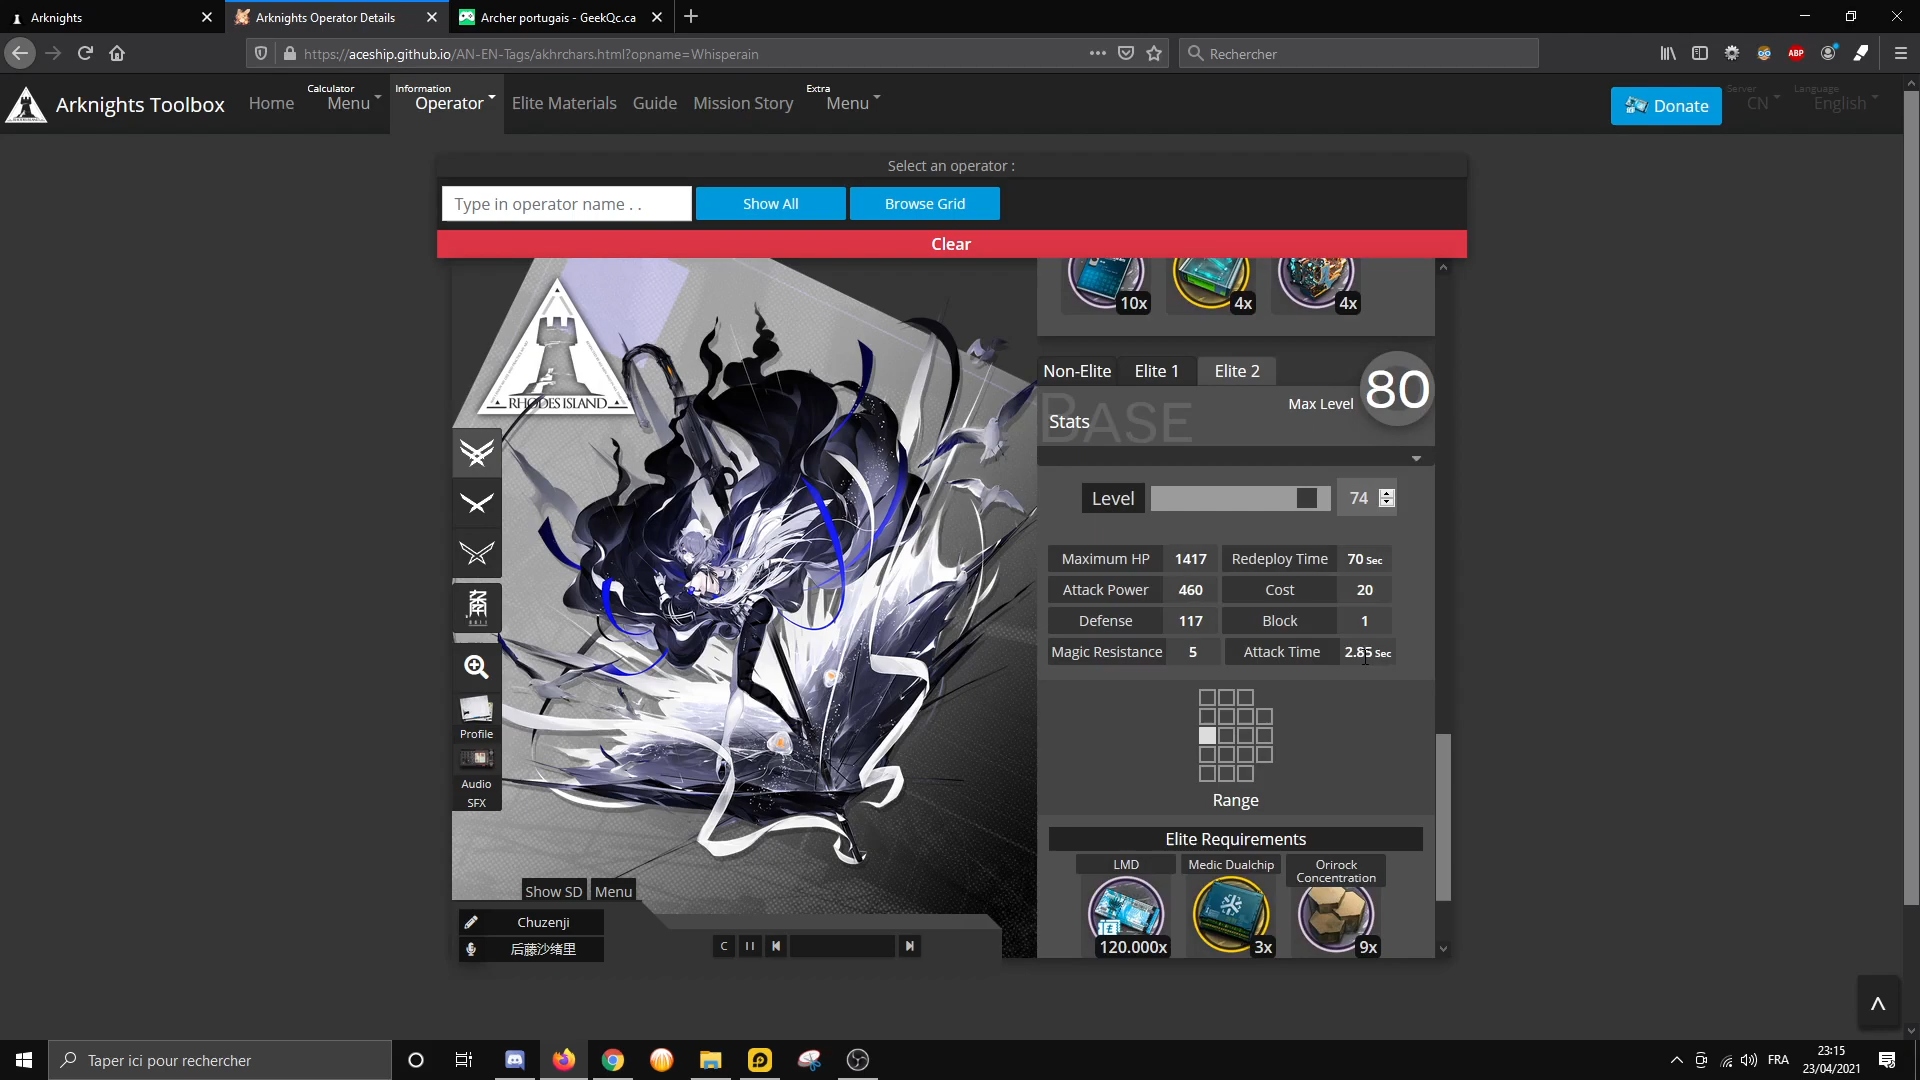 Arknights
Arknights Operator Details
Archer portugais - GeekQc.ca
https://aceship.github.io/AN-EN-Tags/akhrchars.html?opname=Whisperain
Rechercher
ABP
Arknights Toolbox
Home
Calculator
Menu
Information
Operator
Elite Materials
Guide
Mission Story
Extra
Menu
Donate
Server
CN
Language
English
Select an operator :
Type in operator name . .
Show All
Browse Grid
Clear
10x
4x
4x
RHODES ISLAND
Non-Elite
Elite 1
Elite 2
BASE
Stats
Max Level
80
Level
74
Maximum HP 1417
Redeploy Time 70 Sec
Attack Power 460
Cost 20
Defense 117
Block 1
Magic Resistance 5
Attack Time 2.85 Sec
Range
Elite Requirements
LMD
Medic Dualchip
Orirock
Concentration
120.000x
3x
9x
Profile
Audio
SFX
Show SD
Menu
Chuzenji
后藤沙绪里
C
Taper ici pour rechercher
FRA
23:15
23/04/2021